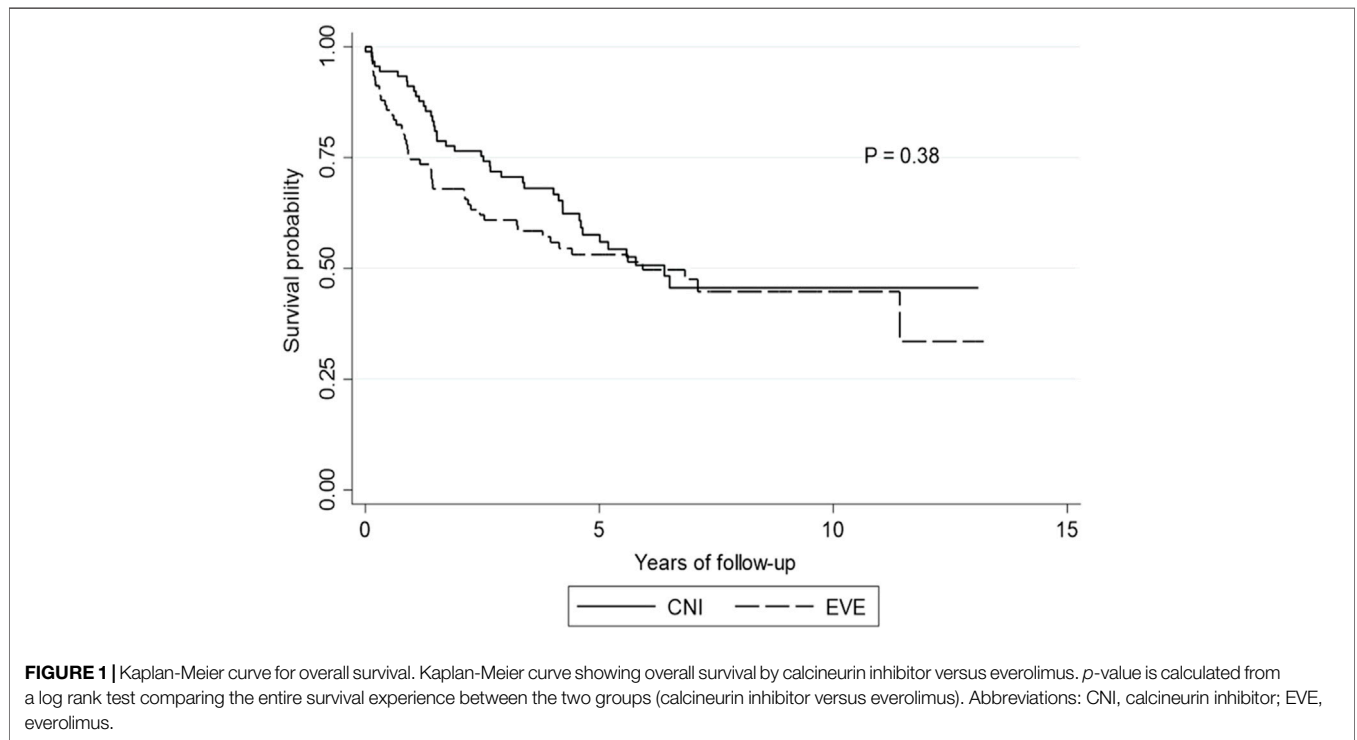 1.00
0.75
0.50
0.25
0.00
Survival probability
P = 0.38
0 5 10 15
Years of follow-up
CNI EVE
FIGURE 1 | Kaplan-Meier curve for overall survival. Kaplan-Meier curve showing overall survival by calcineurin inhibitor versus everolimus. p-value is calculated from
a log rank test comparing the entire survival experience between the two groups (calcineurin inhibitor versus everolimus). Abbreviations: CNI, calcineurin inhibitor; EVE,
everolimus.